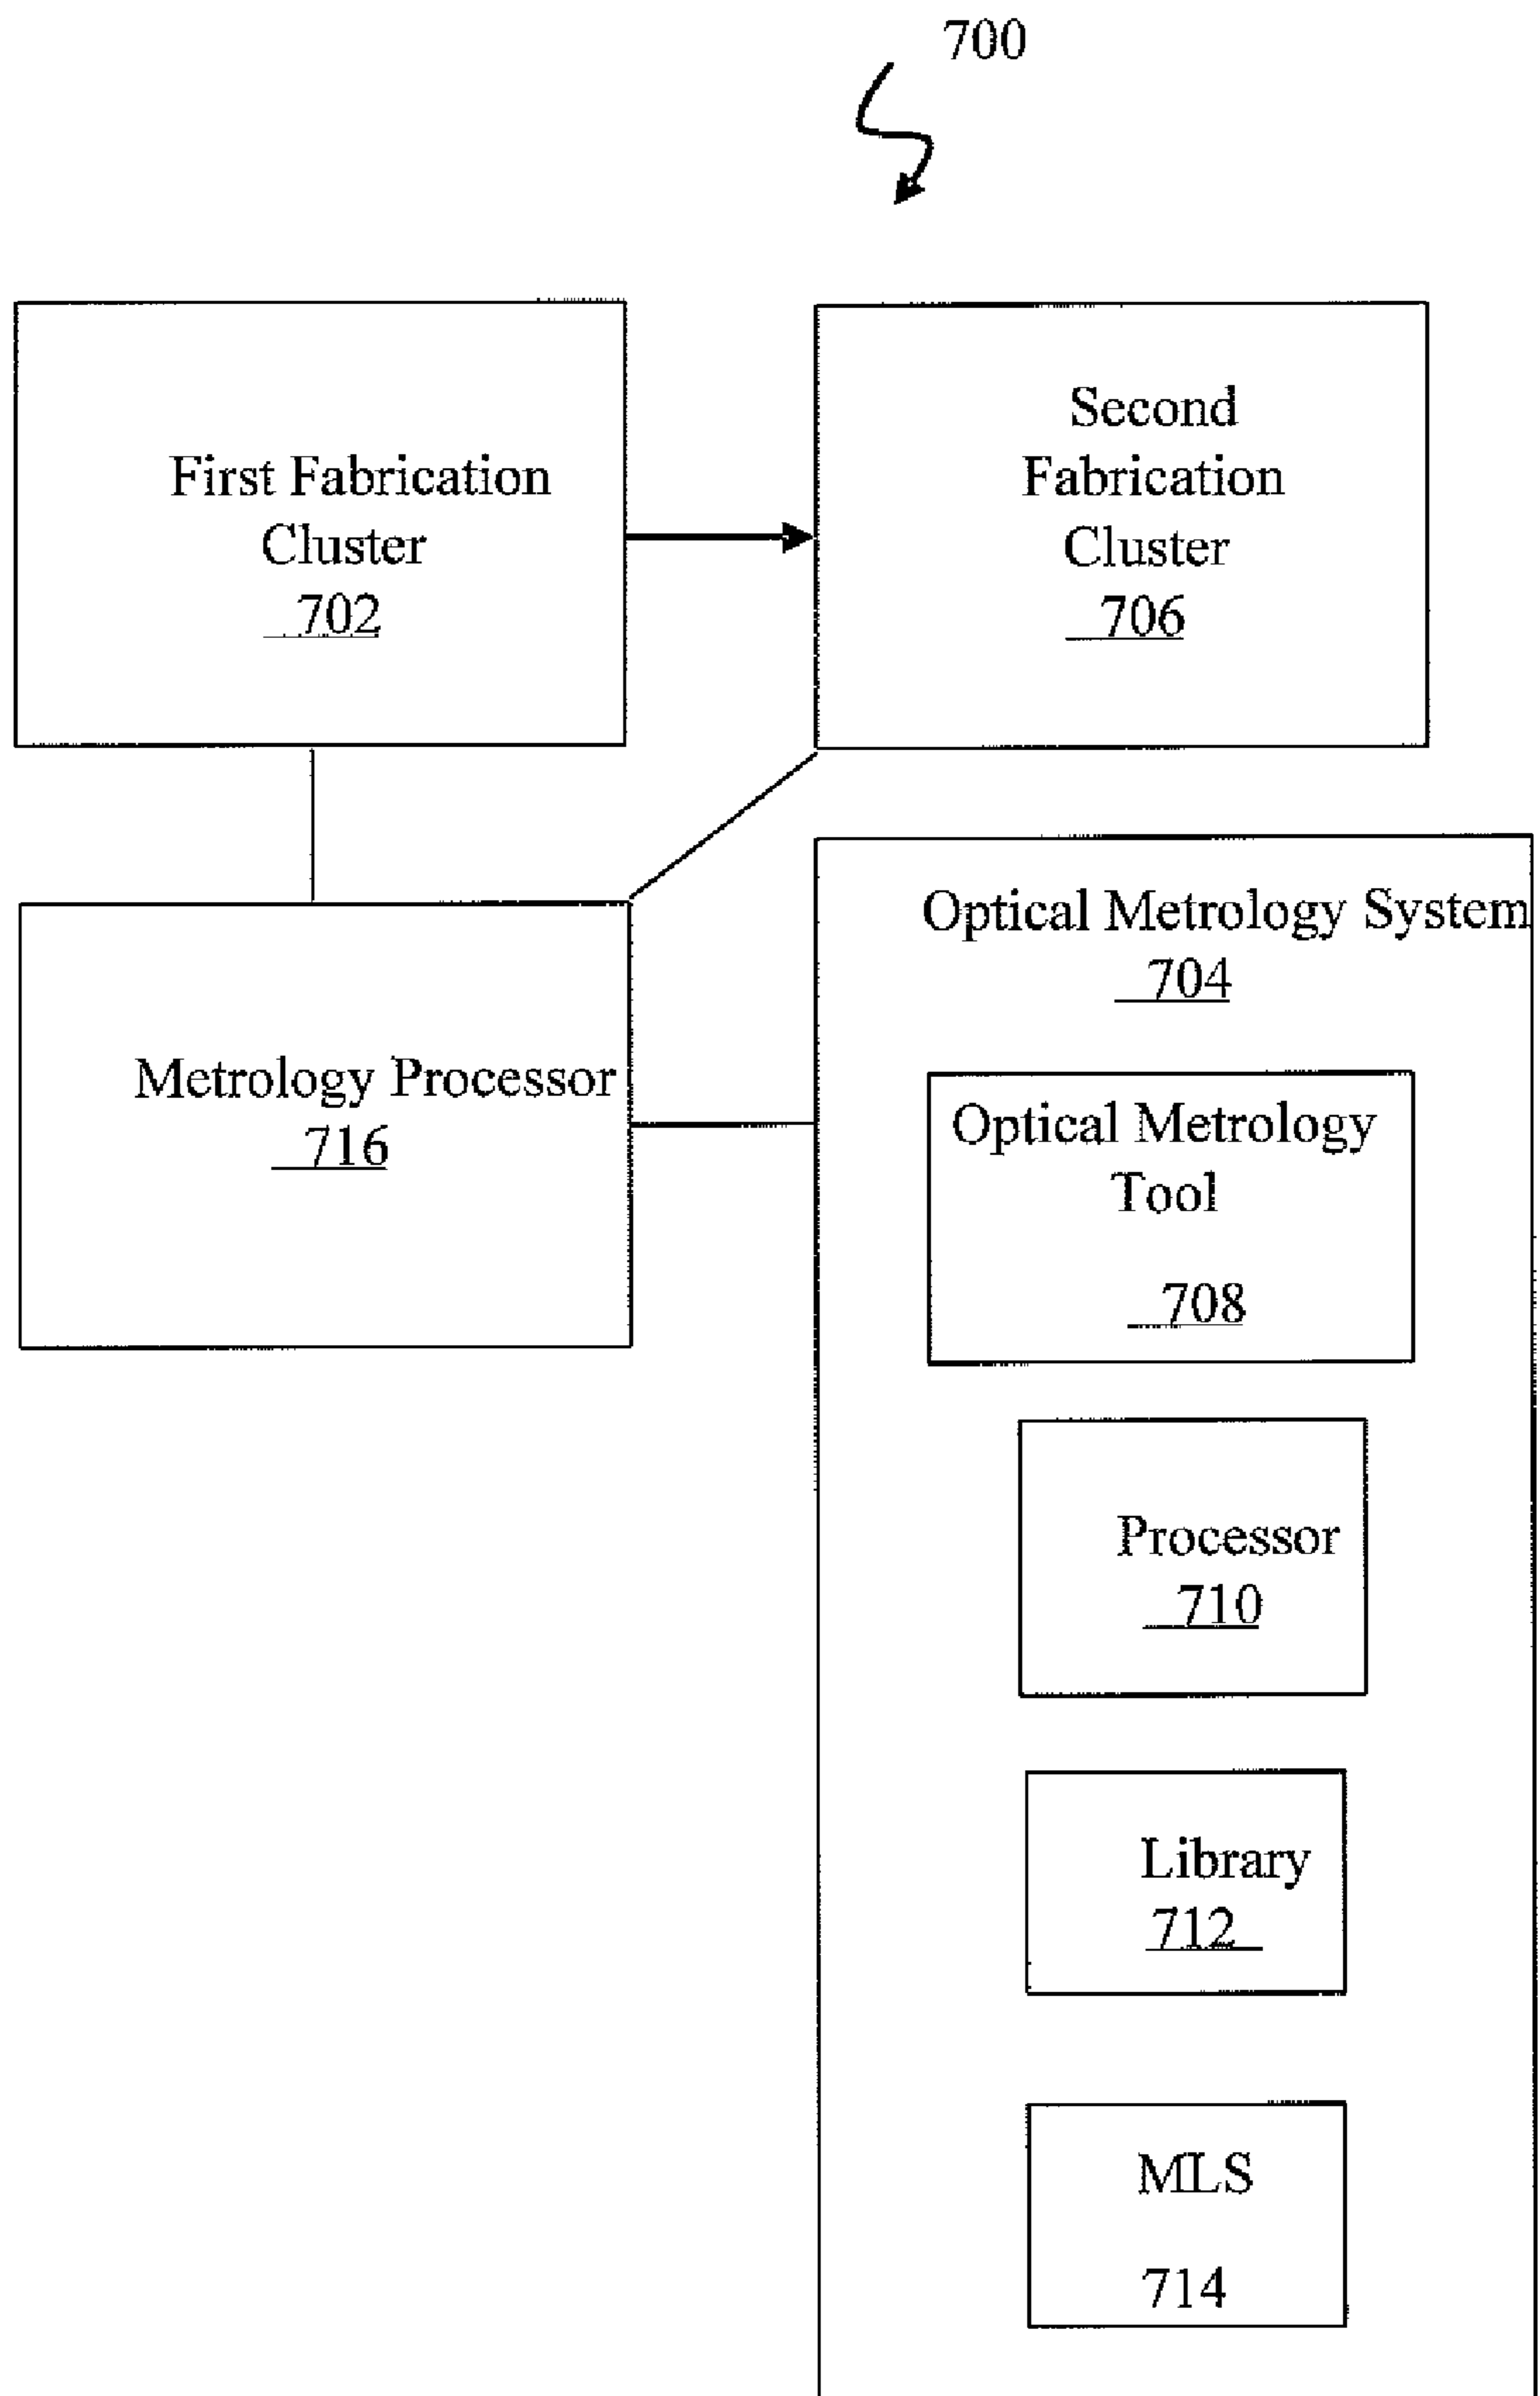 700
First Fabrication
Cluster
702
Second
Fabrication
Cluster
706
Metrology Processor
716
Optical Metrology System
704
Optical Metrology
Tool
708
Processor
710
Library
712
MLS
714